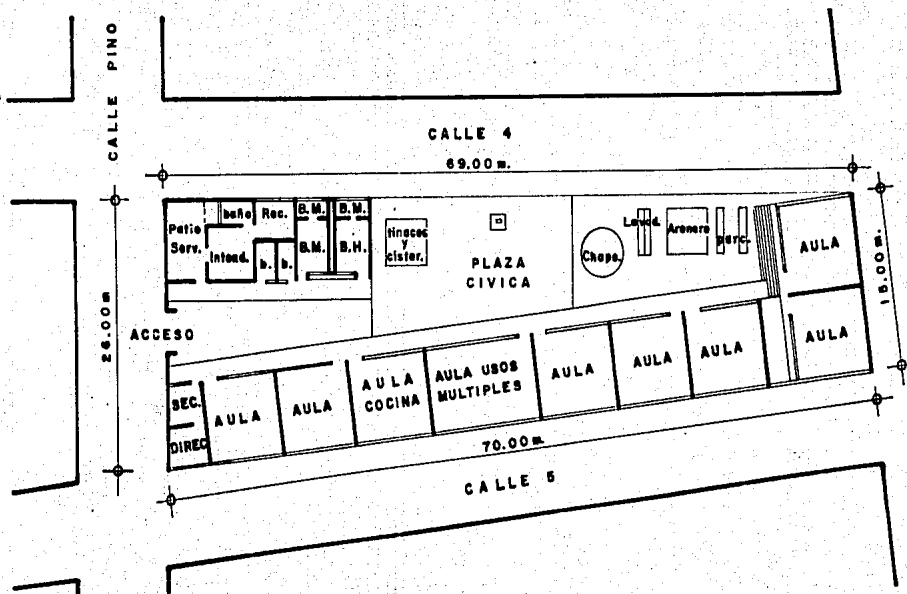 CALLE PINO
CALLE 4
69.00 m.
baño
Rec.
B.M.
B.M.
Patio
Serv.
Intend.
b.
b.
B.M.
B.H.
tinacos
y
cister.
PLAZA
CIVICA
Chapo.
Lavad.
Arenero
parc.
AULA
15.00 m.
26.00 m
ACCESO
SEC.
DIREC
AULA
AULA
AULA
COCINA
AULA USOS
MULTIPLES
AULA
AULA
AULA
AULA
70.00 m.
CALLE 5